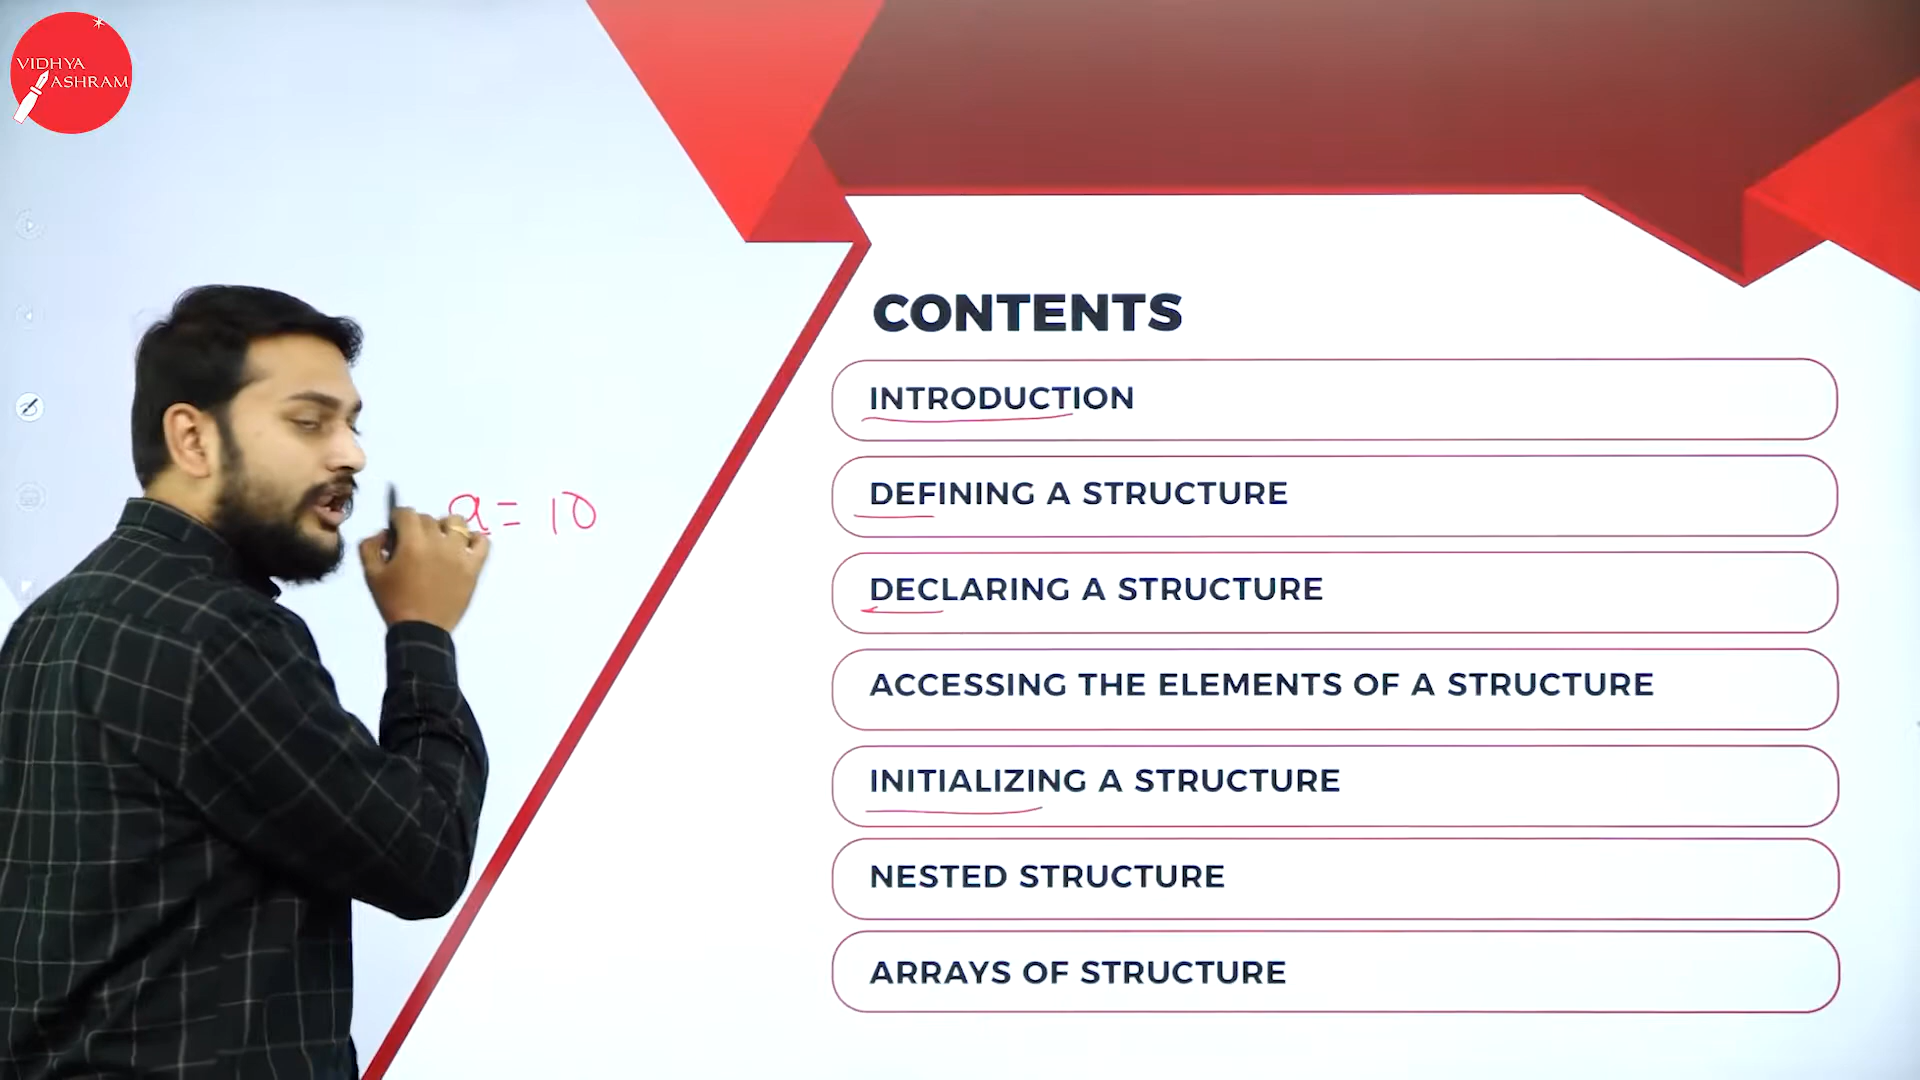 VIDHYA
ASHRAM
a = 10
CONTENTS
INTRODUCTION
DEFINING A STRUCTURE
DECLARING A STRUCTURE
ACCESSING THE ELEMENTS OF A STRUCTURE
INITIALIZING A STRUCTURE
NESTED STRUCTURE
ARRAYS OF STRUCTURE